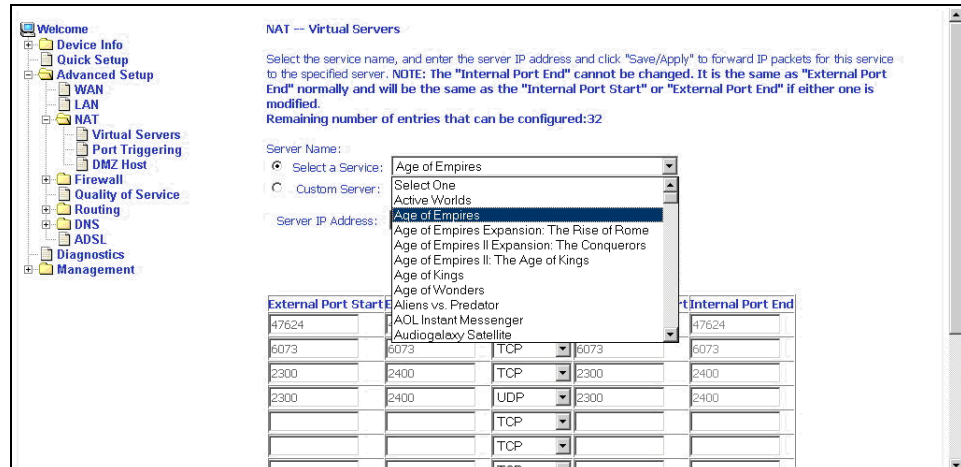 Welcome
Device Info
Quick Setup
Advanced Setup
WAN
LAN
NAT
Virtual Servers
Port Triggering
DMZ Host
Firewall
Quality of Service
Routing
DNS
ADSL
Diagnostics
Management
NAT -- Virtual Servers
Select the service name, and enter the server IP address and click "Save/Apply" to forward IP packets for this service
to the specified server. NOTE: The "Internal Port End" cannot be changed. It is the same as "External Port
End" normally and will be the same as the "Internal Port Start" or "External Port End" if either one is
modified.
Remaining number of entries that can be configured:32
Server Name:
Select a Service: Age of Empires
Custom Server:
Select One
Active Worlds
Age of Empires
Age of Empires Expansion: The Rise of Rome
Age of Empires II Expansion: The Conquerors
Age of Empires II: The Age of Kings
Age of Kings
Age of Wonders
Aliens vs. Predator
AOL Instant Messenger
Audiogalaxy Satellite
Server IP Address:
External Port Start Internal Port End
47624 47624
6073 6073 TCP 6073 6073
2300 2400 TCP 2300 2400
2300 2400 UDP 2300 2400
TCP
TCP